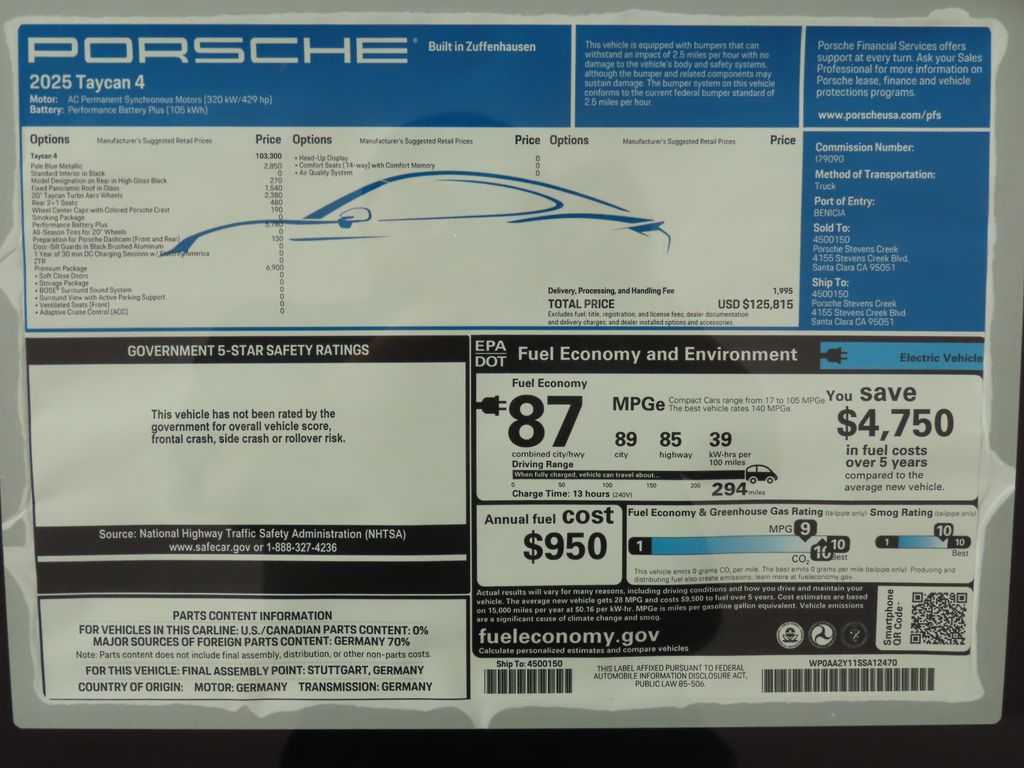 PORSCHE®
Built in Zuffenhausen
2025 Taycan 4
Motor: AC Permanent Synchronous Motors (320 kW/429 hp)
Battery: Performance Battery Plus (105 kWh)
This vehicle is equipped with bumpers that can
withstand an impact of 2.5 miles per hour with no
damage to the vehicle's body and safety systems,
although the bumper and related components may
sustain damage. The bumper system on this vehicle
conforms to the current federal bumper standard of
2.5 miles per hour.
Porsche Financial Services offers
support at every turn. Ask your Sales
Professional for more information on
Porsche lease, finance and vehicle
protections programs.
www.porscheusa.com/pfs
Options Manufacturer's Suggested Retail Prices Price
Taycan 4 103,300
Pale Blue Metallic 2,850
Standard Interior in Black 0
Model Designation on Rear in High Gloss Black 270
Fixed Panoramic Roof in Glass 1,540
20" Taycan Turbo Aero Wheels 2,380
Rear 2+1 Seats 480
Wheel Center Caps with Colored Porsche Crest 190
Smoking Package 0
Performance Battery Plus 5,780
All-Season Tires for 20" Wheels 0
Preparation for Porsche Dashcam (Front and Rear) 130
Door-Sill Guards in Black Brushed Aluminum 0
1 Year of 30 min DC Charging Sessions w/ Electrify America 0
ZTR 0
Premium Package 6,900
• Soft Close Doors 0
• Storage Package 0
• BOSE® Surround Sound System 0
• Surround View with Active Parking Support 0
• Ventilated Seats (Front) 0
• Adaptive Cruise Control (ACC) 0
Options Manufacturer's Suggested Retail Prices Price
• Head-Up Display 0
• Comfort Seats (14-way) with Comfort Memory 0
• Air Quality System 0
Options Manufacturer's Suggested Retail Prices Price
Delivery, Processing, and Handling Fee 1,995
TOTAL PRICE USD $125,815
Excludes fuel; title, registration, and license fees; dealer documentation
and delivery charges; and dealer installed options and accessories.
Commission Number:
I79090
Method of Transportation:
Truck
Port of Entry:
BENICIA
Sold To:
4500150
Porsche Stevens Creek
4155 Stevens Creek Blvd.
Santa Clara CA 95051
Ship To:
4500150
Porsche Stevens Creek
4155 Stevens Creek Blvd.
Santa Clara CA 95051
GOVERNMENT 5-STAR SAFETY RATINGS
This vehicle has not been rated by the
government for overall vehicle score,
frontal crash, side crash or rollover risk.
Source: National Highway Traffic Safety Administration (NHTSA)
www.safecar.gov or 1-888-327-4236
PARTS CONTENT INFORMATION
FOR VEHICLES IN THIS CARLINE: U.S./CANADIAN PARTS CONTENT: 0%
MAJOR SOURCES OF FOREIGN PARTS CONTENT: GERMANY 70%
Note: Parts content does not include final assembly, distribution, or other non-parts costs.
FOR THIS VEHICLE: FINAL ASSEMBLY POINT: STUTTGART, GERMANY
COUNTRY OF ORIGIN: MOTOR: GERMANY TRANSMISSION: GERMANY
EPA
DOT
Fuel Economy and Environment
Electric Vehicle
Fuel Economy
87
MPGe
Compact Cars range from 17 to 105 MPGe.
The best vehicle rates 140 MPGe.
combined city/hwy
89
city
85
highway
39
kW-hrs per
100 miles
Driving Range
When fully charged, vehicle can travel about...
0 50 100 150 200 294 miles
Charge Time: 13 hours (240V)
You save
$4,750
in fuel costs
over 5 years
compared to the
average new vehicle.
Annual fuel cost
$950
Fuel Economy & Greenhouse Gas Rating (tailpipe only)
MPG 9
1 10
CO2 10 Best
Smog Rating (tailpipe only)
10
1 10
Best
This vehicle emits 0 grams CO2 per mile. The best emits 0 grams per mile (tailpipe only). Producing and
distributing fuel also create emissions; learn more at fueleconomy.gov.
Actual results will vary for many reasons, including driving conditions and how you drive and maintain your
vehicle. The average new vehicle gets 28 MPG and costs $9,500 to fuel over 5 years. Cost estimates are based
on 15,000 miles per year at $0.16 per kW-hr. MPGe is miles per gasoline gallon equivalent. Vehicle emissions
are a significant cause of climate change and smog.
fueleconomy.gov
Calculate personalized estimates and compare vehicles
Smartphone
QR Code™
Ship To: 4500150
THIS LABEL AFFIXED PURSUANT TO FEDERAL
AUTOMOBILE INFORMATION DISCLOSURE ACT,
PUBLIC LAW 85-506.
WP0AA2Y11SSA12470